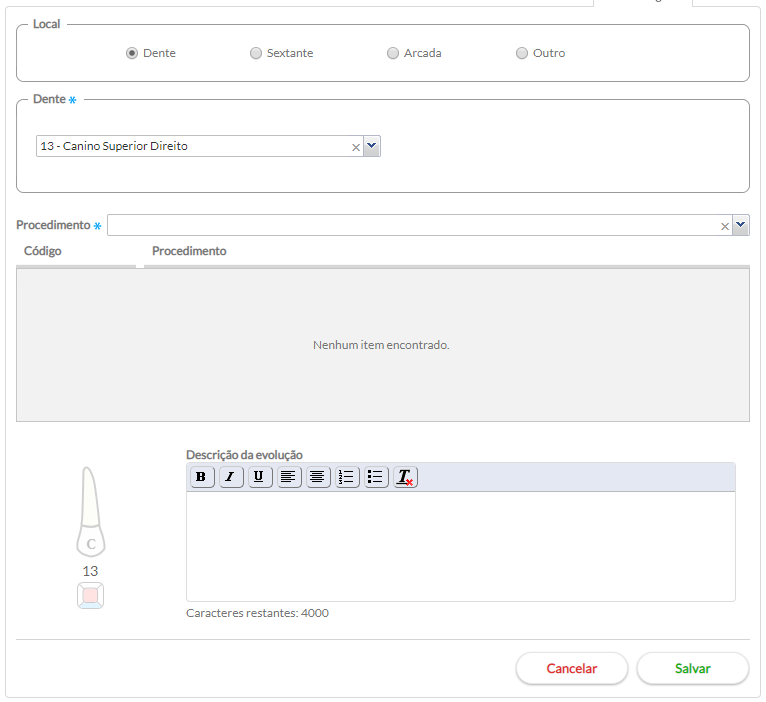 Local
Dente Sextante Arcada Outro
Dente *
13 - Canino Superior Direito
Procedimento *
Código Procedimento
Nenhum item encontrado.
Descrição da evolução
B I U
C
13
Caracteres restantes: 4000
Cancelar Salvar